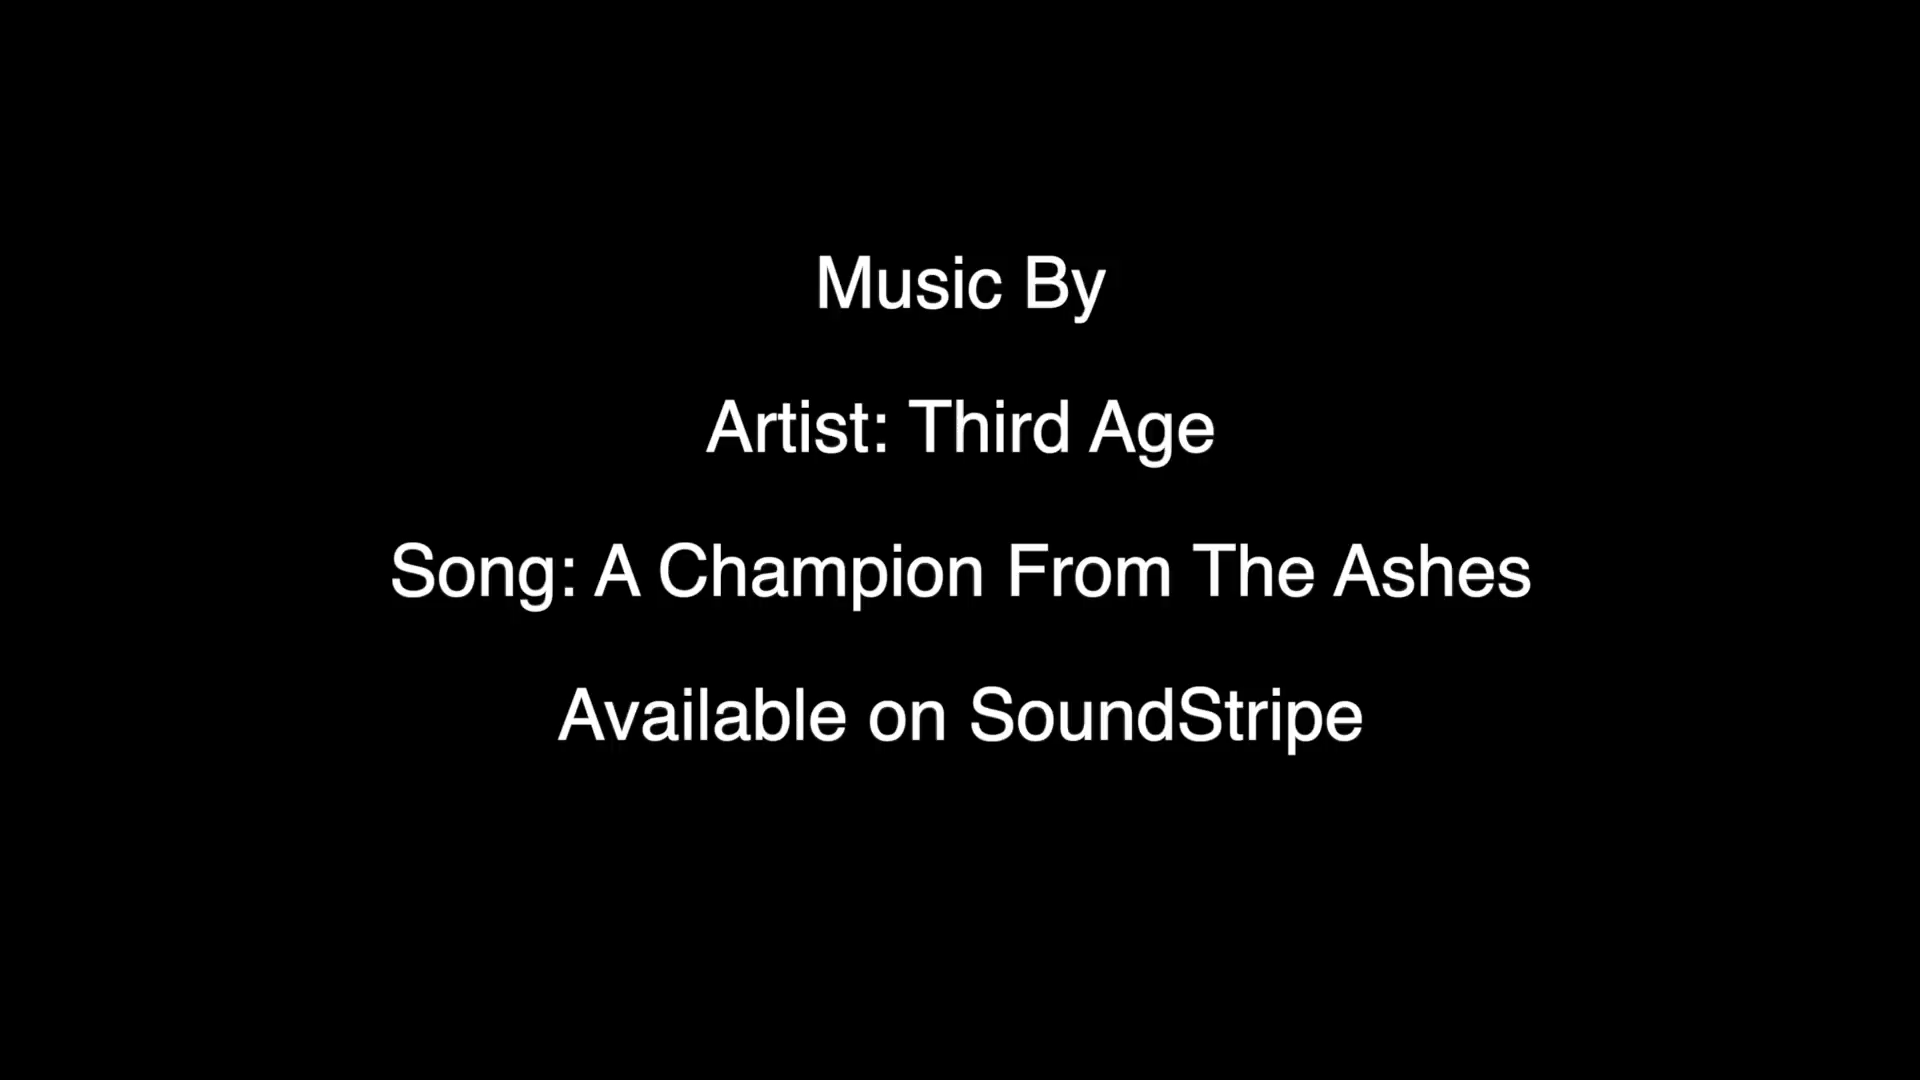 Music By
Artist: Third Age
Song: A Champion From The Ashes
Available on SoundStripe